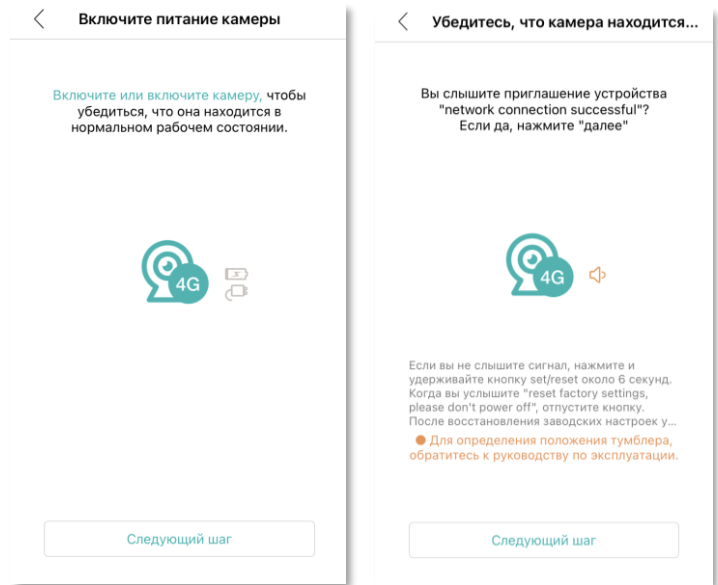 Включите питание камеры
Включите или включите камеру, чтобы
убедиться, что она находится в
нормальном рабочем состоянии.
4G
Следующий шаг
Убедитесь, что камера находится...
Вы слышите приглашение устройства
"network connection successful"?
Если да, нажмите "далее"
4G
Если вы не слышите сигнал, нажмите и
удерживайте кнопку set/reset около 6 секунд.
Когда вы услышите "reset factory settings,
please don't power off", отпустите кнопку.
После восстановления заводских настроек у...
Для определения положения тумблера,
обратитесь к руководству по эксплуатации.
Следующий шаг